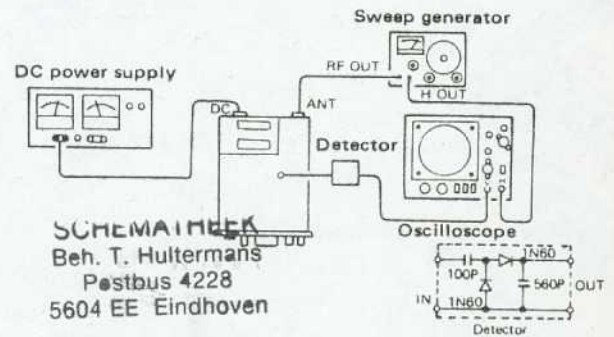 Sweep generator
DC power supply
RF OUT
H OUT
DC
ANT
Detector
Oscilloscope
SCHEMATHEEK
Beh. T. Hultermans
Postbus 4228
5604 EE Eindhoven
1N60
100P
560P
OUT
IN
1N60
Detector